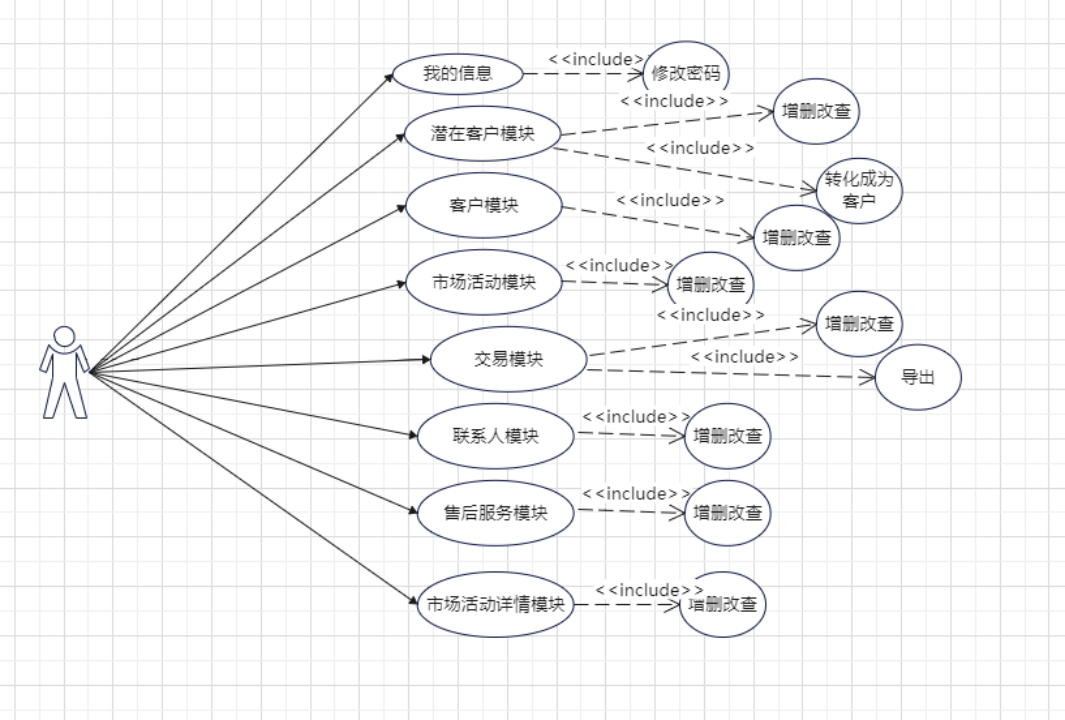 我的信息
<<include>
修改密码
潜在客户模块
<<include>>
增删改查
<<include>>
转化成为
客户
客户模块
<<include>>
增删改查
市场活动模块
<<include>>
增删改查
交易模块
<<include>>
增删改查
<<include>>
导出
联系人模块
<<include>>
增删改查
售后服务模块
<<include>>
增删改查
市场活动详情模块
<<include>>
增删改查